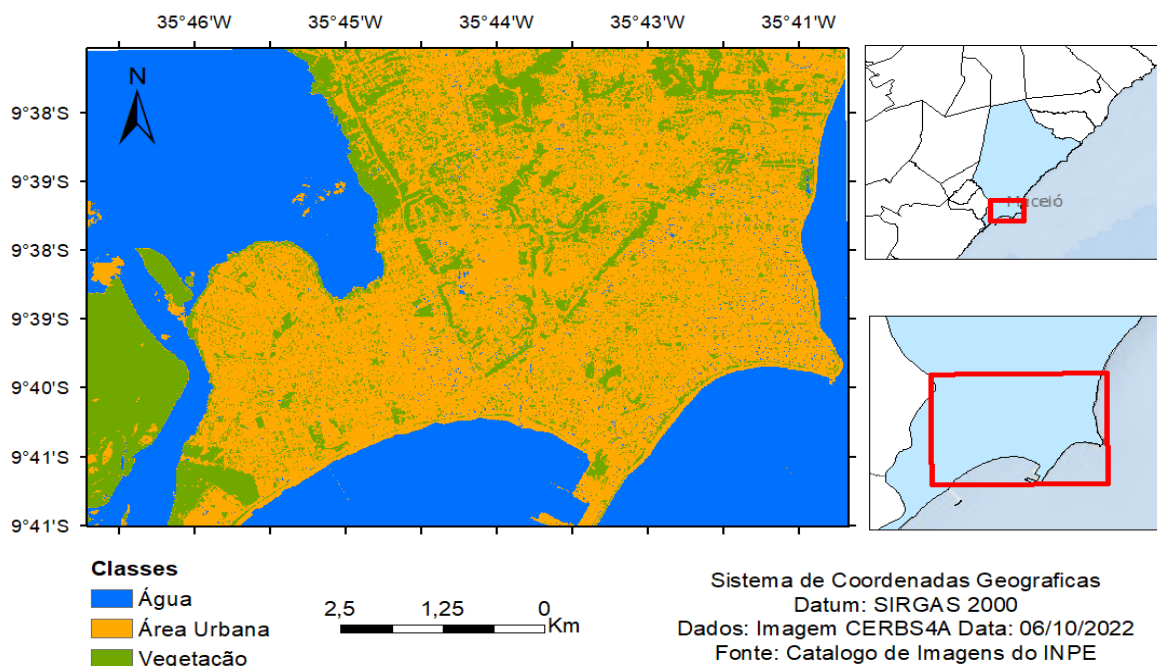 35°46'W 35°45'W 35°44'W 35°43'W 35°41'W
N
9°38'S
9°39'S
9°38'S
9°39'S
9°40'S
9°41'S
9°41'S
Maceió
Classes
Água
Área Urbana
Vegetação
2,5 1,25 0
Km
Sistema de Coordenadas Geograficas
Datum: SIRGAS 2000
Dados: Imagem CERBS4A Data: 06/10/2022
Fonte: Catalogo de Imagens do INPE